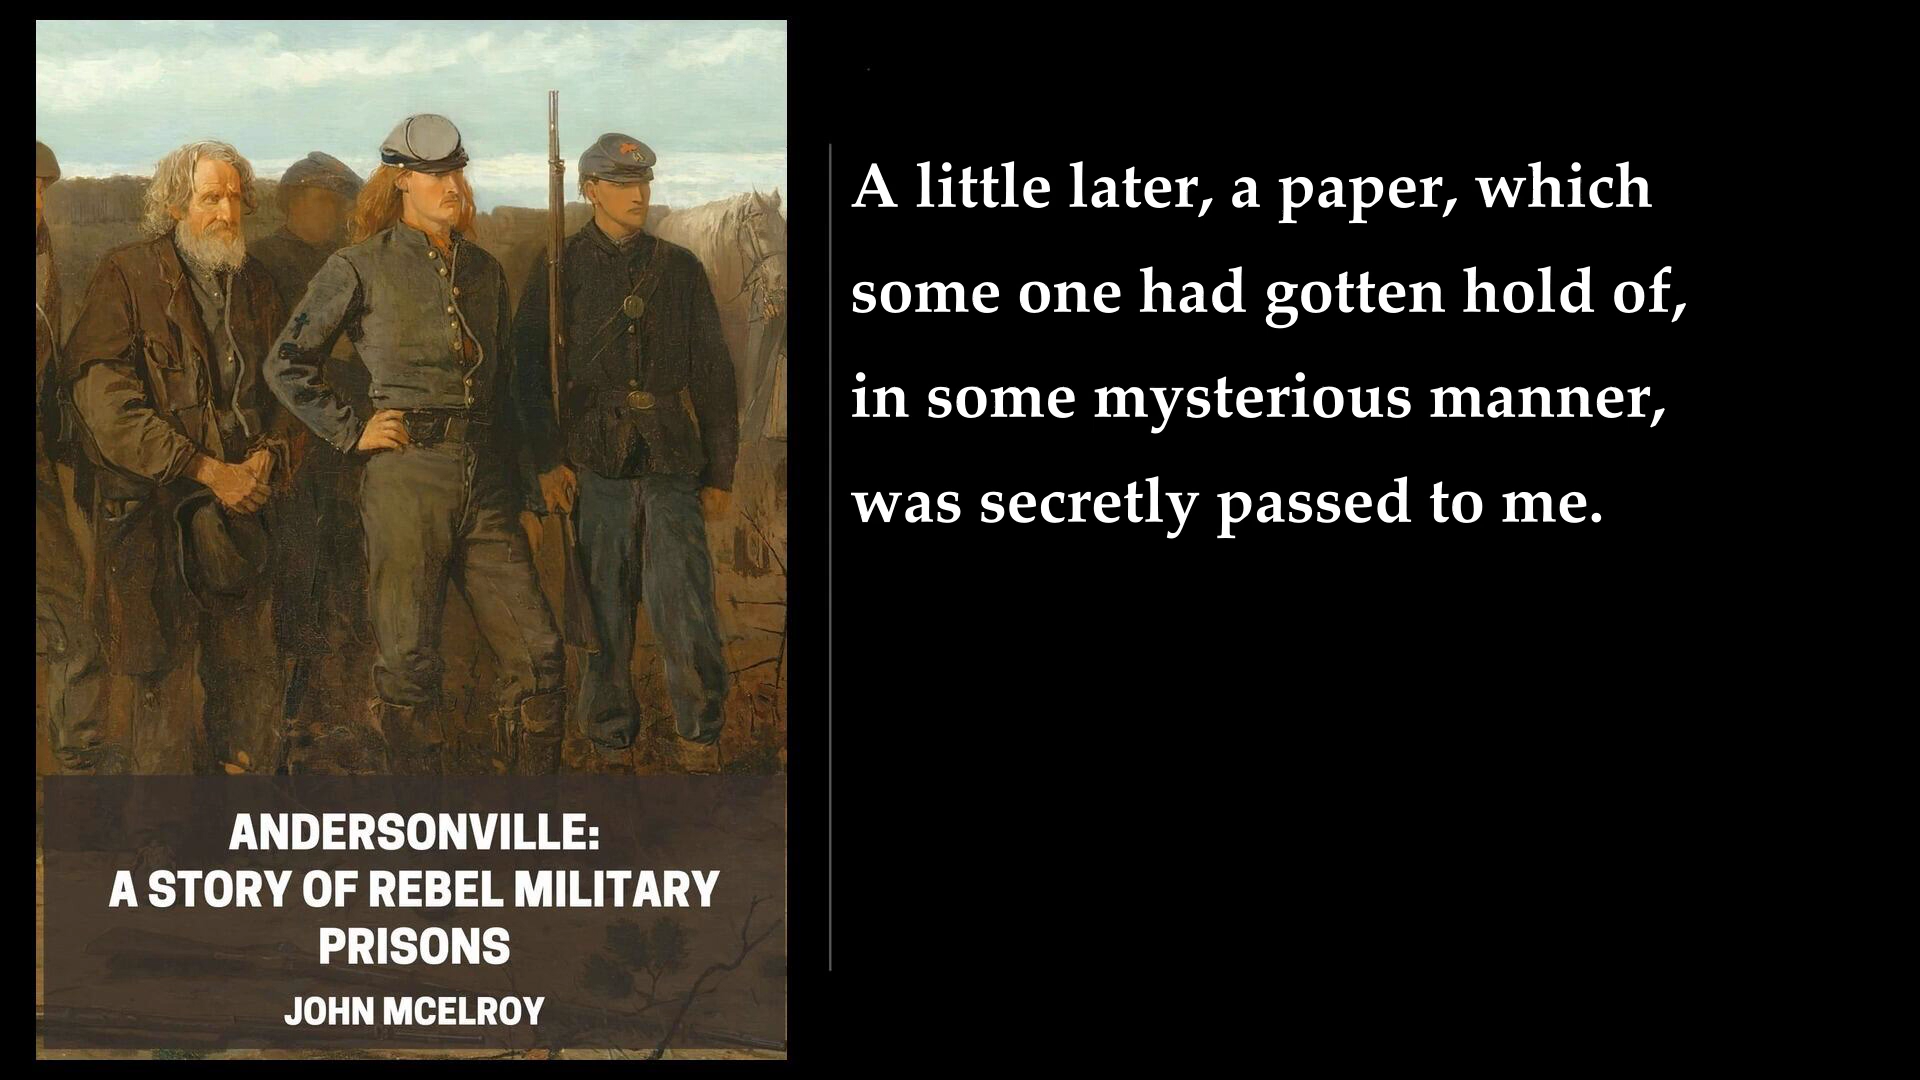 ANDERSONVILLE:
A STORY OF REBEL MILITARY
PRISONS
JOHN MCELROY
A little later, a paper, which
some one had gotten hold of,
in some mysterious manner,
was secretly passed to me.